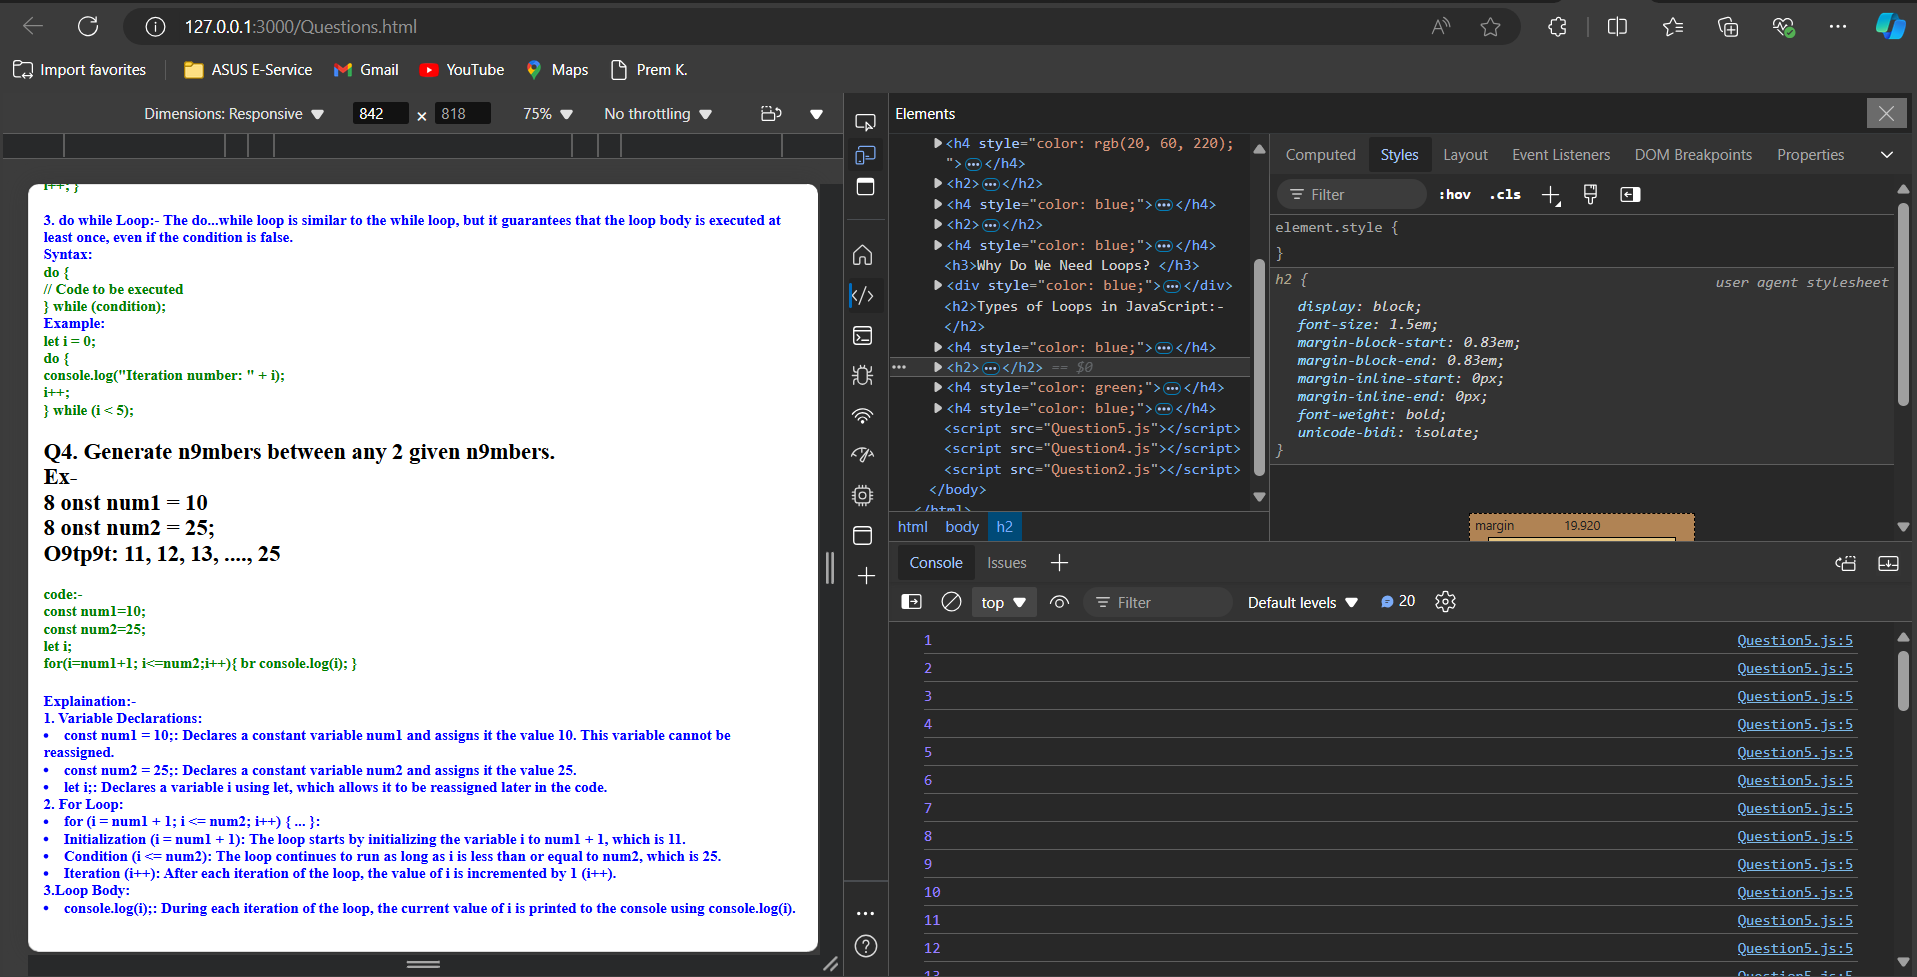 127.0.0.1:3000/Questions.html
Import favorites
ASUS E-Service
Gmail
YouTube
Maps
Prem K.
Dimensions: Responsive
842 × 818
75%
No throttling
i++; }
3. do while Loop:- The do...while loop is similar to the while loop, but it guarantees that the loop body is executed at
least once, even if the condition is false.
Syntax:
do {
// Code to be executed
} while (condition);
Example:
let i = 0;
do {
console.log("Iteration number: " + i);
i++;
} while (i < 5);
Q4. Generate n9mbers between any 2 given n9mbers.
Ex-
8 onst num1 = 10
8 onst num2 = 25;
O9tp9t: 11, 12, 13, ...., 25
code:-
const num1=10;
const num2=25;
let i;
for(i=num1+1; i<=num2;i++){ br console.log(i); }
Explaination:-
1. Variable Declarations:
• const num1 = 10;: Declares a constant variable num1 and assigns it the value 10. This variable cannot be
reassigned.
• const num2 = 25;: Declares a constant variable num2 and assigns it the value 25.
• let i;: Declares a variable i using let, which allows it to be reassigned later in the code.
2. For Loop:
• for (i = num1 + 1; i <= num2; i++) { ... }:
• Initialization (i = num1 + 1): The loop starts by initializing the variable i to num1 + 1, which is 11.
• Condition (i <= num2): The loop continues to run as long as i is less than or equal to num2, which is 25.
• Iteration (i++): After each iteration of the loop, the value of i is incremented by 1 (i++).
3.Loop Body:
• console.log(i);: During each iteration of the loop, the current value of i is printed to the console using console.log(i).
Elements
<h4 style="color: rgb(20, 60, 220);
">…</h4>
<h2>…</h2>
<h4 style="color: blue;">…</h4>
<h2>…</h2>
<h4 style="color: blue;">…</h4>
<h3>Why Do We Need Loops? </h3>
<div style="color: blue;">…</div>
<h2>Types of Loops in JavaScript:-
</h2>
<h4 style="color: blue;">…</h4>
<h2>…</h2> == $0
<h4 style="color: green;">…</h4>
<h4 style="color: blue;">…</h4>
<script src="Question5.js"></script>
<script src="Question4.js"></script>
<script src="Question2.js"></script>
</body>
</html>
html body h2
Computed Styles Layout Event Listeners DOM Breakpoints Properties
Filter
:hov .cls
element.style {
}
h2 {
user agent stylesheet
display: block;
font-size: 1.5em;
margin-block-start: 0.83em;
margin-block-end: 0.83em;
margin-inline-start: 0px;
margin-inline-end: 0px;
font-weight: bold;
unicode-bidi: isolate;
}
margin 19.920
Console Issues
top
Filter
Default levels
20
1 Question5.js:5
2 Question5.js:5
3 Question5.js:5
4 Question5.js:5
5 Question5.js:5
6 Question5.js:5
7 Question5.js:5
8 Question5.js:5
9 Question5.js:5
10 Question5.js:5
11 Question5.js:5
12 Question5.js:5
13 Question5.js:5